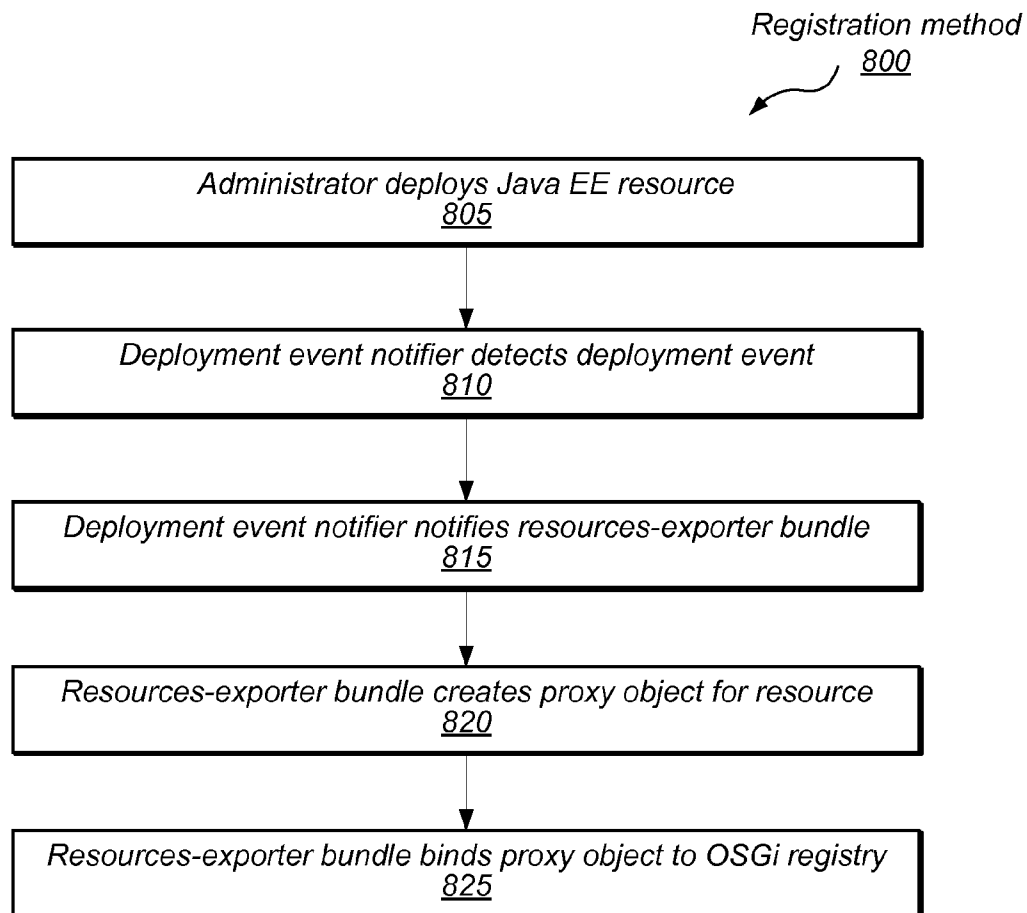 Registration method
800
Administrator deploys Java EE resource
805
Deployment event notifier detects deployment event
810
Deployment event notifier notifies resources-exporter bundle
815
Resources-exporter bundle creates proxy object for resource
820
Resources-exporter bundle binds proxy object to OSGi registry
825